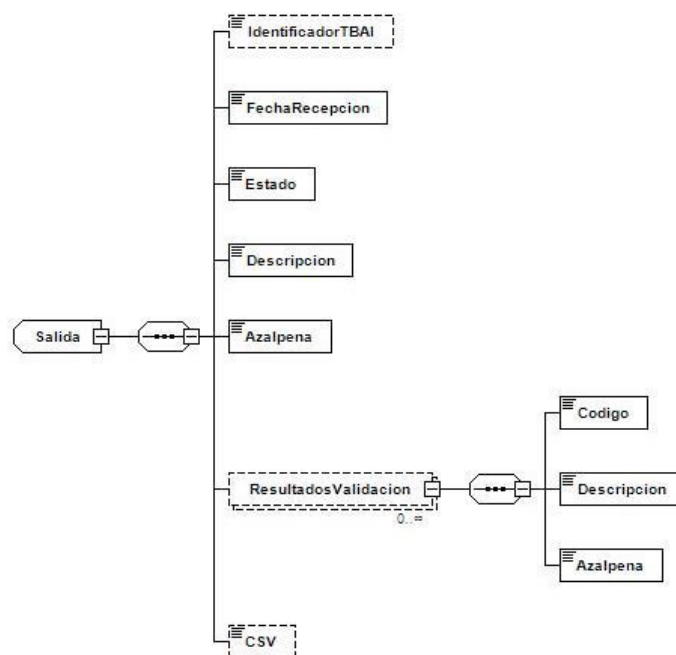 IdentificadorTBAI
FechaRecepcion
Estado
Descripcion
Salida
Azalpena
Codigo
ResultadosValidacion
Descripcion
0..∞
Azalpena
CSV